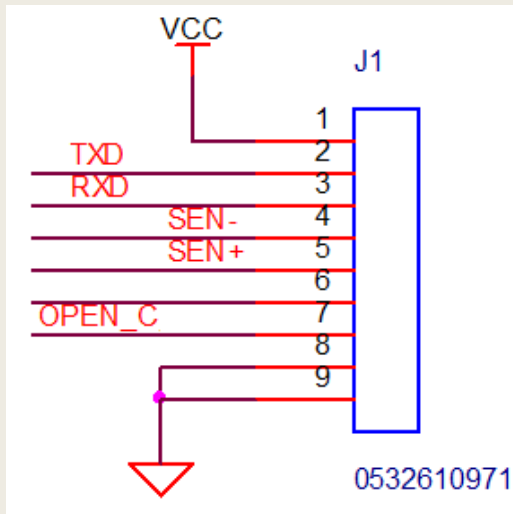 VCC
J1
1
TXD 2
RXD 3
SEN- 4
SEN+ 5
6
OPEN_C 7
8
9
0532610971